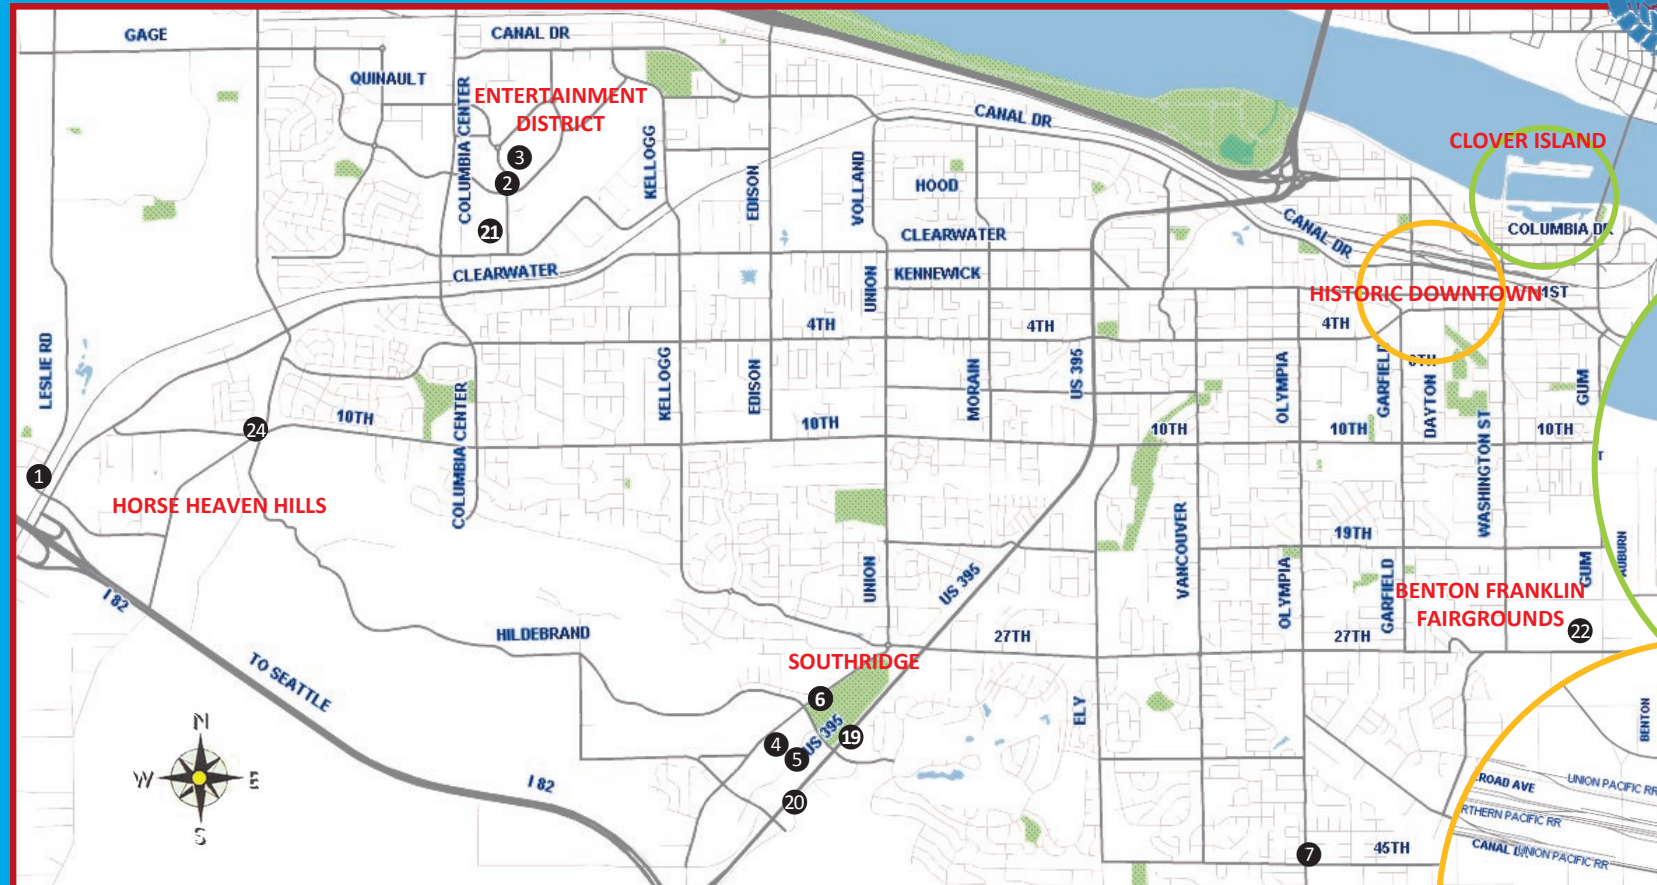 GAGE
CANAL DR
QUINAULT
COLUMBIA CENTER
ENTERTAINMENT
DISTRICT
3
2
21
KELLOGG
EDISON
VOLLAND
CANAL DR
HOOD
CLEARWATER
CLOVER ISLAND
COLUMBIA DR
CANAL DR
CLEARWATER
UNION
KENNEWICK
HISTORIC DOWNTOWN
1ST
LESLIE RD
4TH
4TH
4TH
KELLOGG
EDISON
MORAIN
US 395
OLYMPIA
GARFIELD
DAYTON
GUM
COLUMBIA CENTER
24
10TH
10TH
10TH
10TH
10TH
WASHINGTON ST
1
HORSE HEAVEN HILLS
VANCOUVER
19TH
I 82
UNION
US 395
OLYMPIA
GARFIELD
GUM
AUBURN
BENTON FRANKLIN
FAIRGROUNDS
22
HILDEBRAND
27TH
27TH
TO SEATTLE
SOUTHRIDGE
6
US 395
19
4
5
20
ELY
BENTON
N
W
E
S
I 82
ROAD AVE
UNION PACIFIC RR
RTHERN PACIFIC RR
CANAL
UNION PACIFIC RR
7
45TH